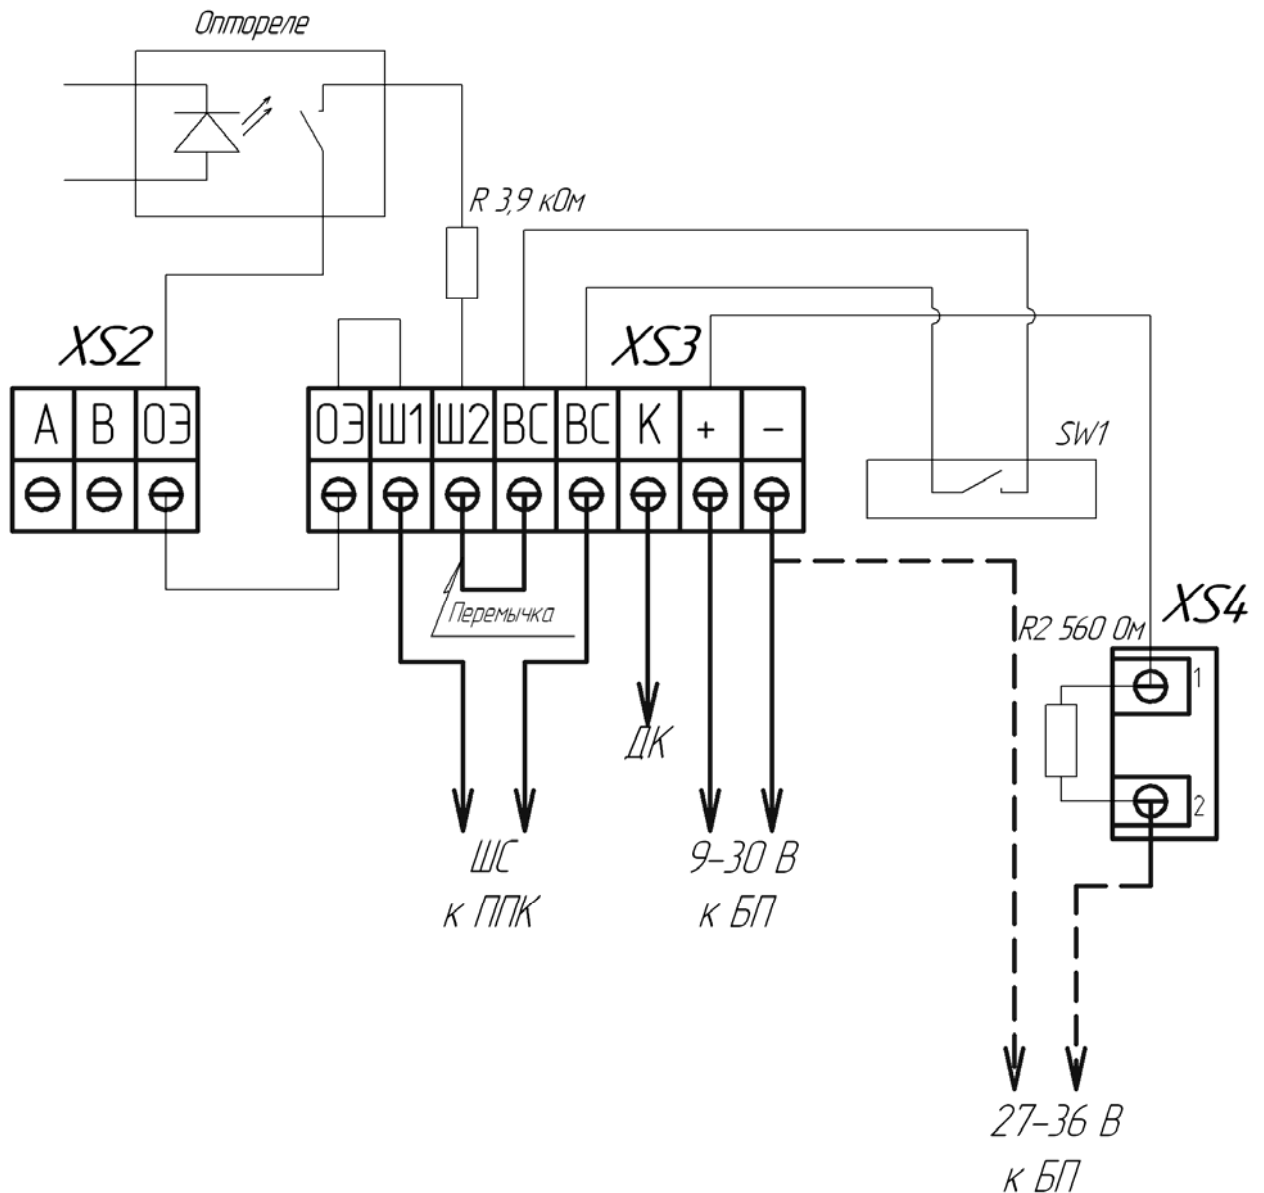 Оптореле
R 3,9 кОм
XS2
XS3
А В ОЭ
ОЭ Ш1 Ш2 ВС ВС К + –
SW1
Перемычка
R2 560 Ом
XS4
1
2
ДК
ШС
к ППК
9–30 В
к БП
27–36 В
к БП